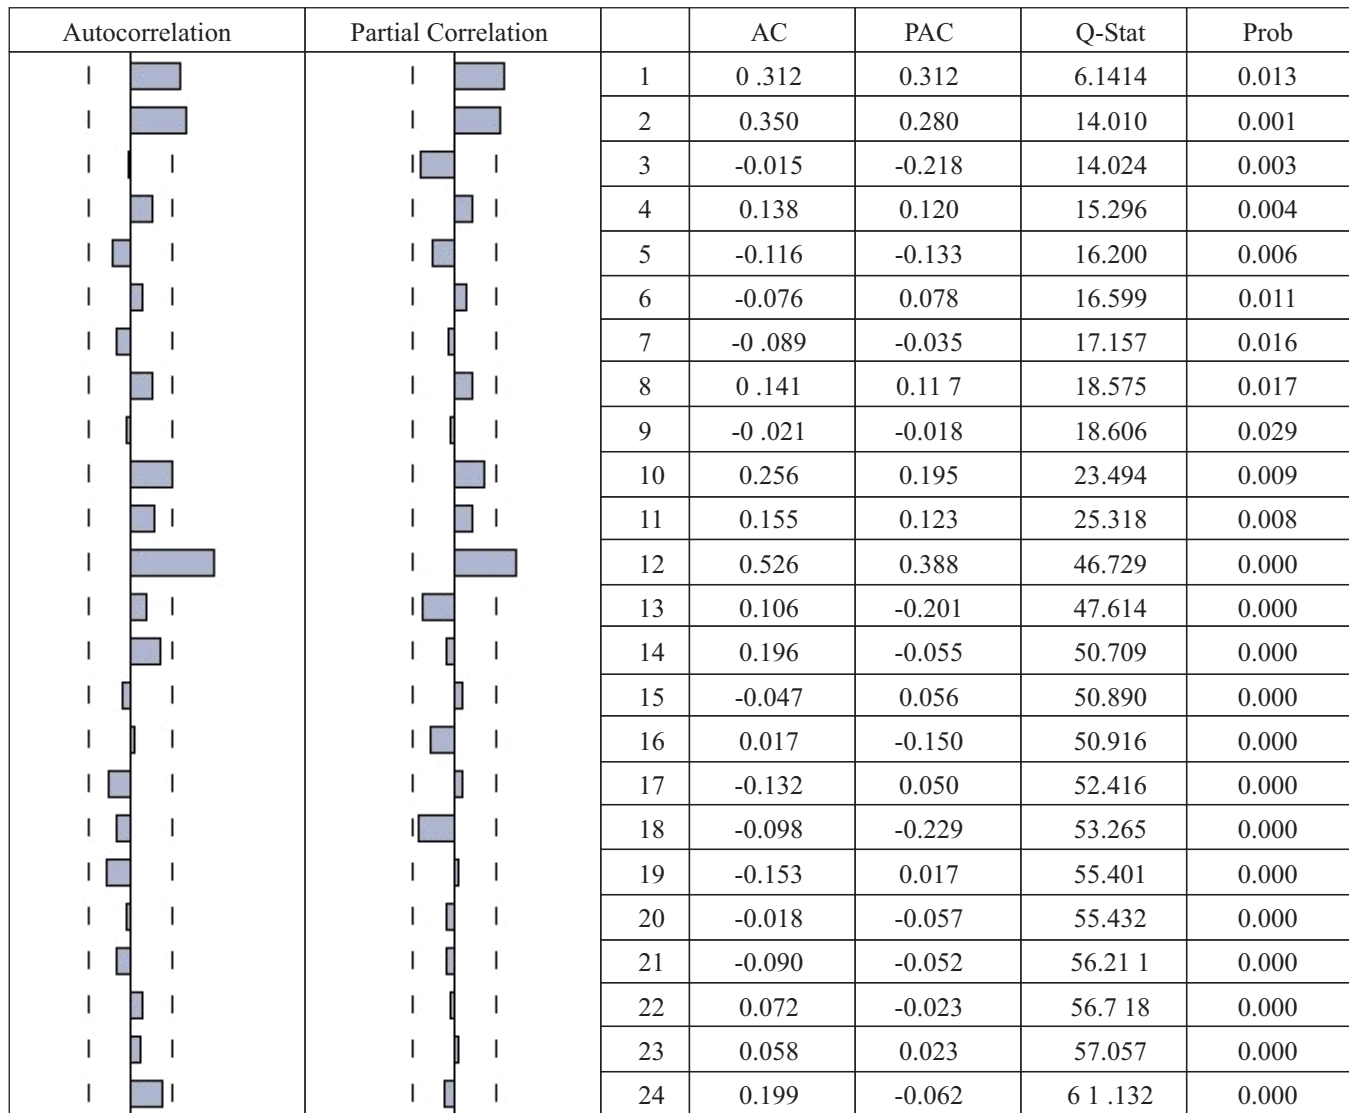 Autocorrelation Partial Correlation AC PAC Q-Stat Prob
1 0 .312 0.312 6.1414 0.013
2 0.350 0.280 14.010 0.001
3 -0.015 -0.218 14.024 0.003
4 0.138 0.120 15.296 0.004
5 -0.116 -0.133 16.200 0.006
6 -0.076 0.078 16.599 0.011
7 -0 .089 -0.035 17.157 0.016
8 0 .141 0.11 7 18.575 0.017
9 -0 .021 -0.018 18.606 0.029
10 0.256 0.195 23.494 0.009
11 0.155 0.123 25.318 0.008
12 0.526 0.388 46.729 0.000
13 0.106 -0.201 47.614 0.000
14 0.196 -0.055 50.709 0.000
15 -0.047 0.056 50.890 0.000
16 0.017 -0.150 50.916 0.000
17 -0.132 0.050 52.416 0.000
18 -0.098 -0.229 53.265 0.000
19 -0.153 0.017 55.401 0.000
20 -0.018 -0.057 55.432 0.000
21 -0.090 -0.052 56.21 1 0.000
22 0.072 -0.023 56.7 18 0.000
23 0.058 0.023 57.057 0.000
24 0.199 -0.062 6 1 .132 0.000